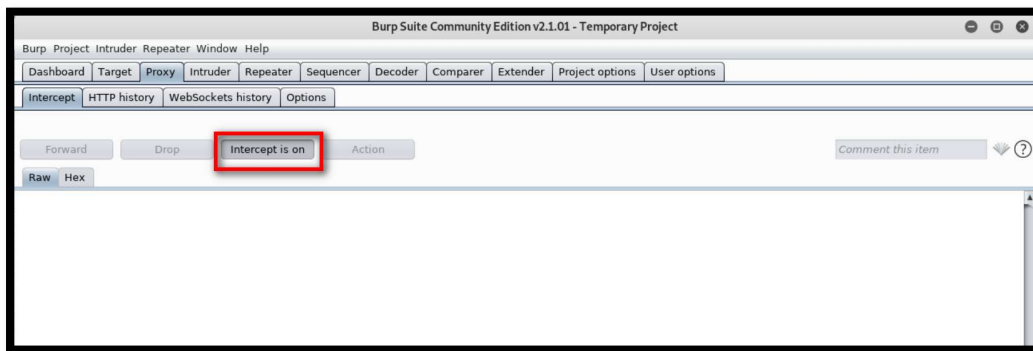 Burp Suite Community Edition v2.1.01 - Temporary Project
Burp Project Intruder Repeater Window Help
Dashboard Target Proxy Intruder Repeater Sequencer Decoder Comparer Extender Project options User options
Intercept HTTP history WebSockets history Options
Forward Drop Intercept is on Action Comment this item ?
Raw Hex